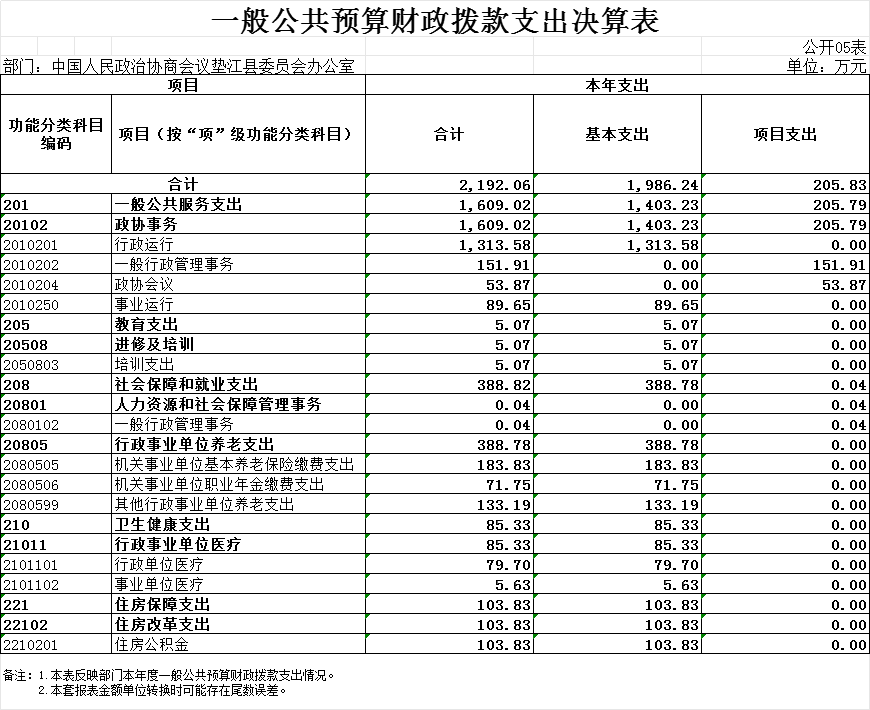 一般公共预算财政拨款支出决算表
公开05表
部门：中国人民政治协商会议垫江县委员会办公室 单位：万元
项目 本年支出
功能分类科目编码 项目（按“项”级功能分类科目） 合计 基本支出 项目支出
合计 2,192.06 1,986.24 205.83
201 一般公共服务支出 1,609.02 1,403.23 205.79
20102 政协事务 1,609.02 1,403.23 205.79
2010201 行政运行 1,313.58 1,313.58 0.00
2010202 一般行政管理事务 151.91 0.00 151.91
2010204 政协会议 53.87 0.00 53.87
2010250 事业运行 89.65 89.65 0.00
205 教育支出 5.07 5.07 0.00
20508 进修及培训 5.07 5.07 0.00
2050803 培训支出 5.07 5.07 0.00
208 社会保障和就业支出 388.82 388.78 0.04
20801 人力资源和社会保障管理事务 0.04 0.00 0.04
2080102 一般行政管理事务 0.04 0.00 0.04
20805 行政事业单位养老支出 388.78 388.78 0.00
2080505 机关事业单位基本养老保险缴费支出 183.83 183.83 0.00
2080506 机关事业单位职业年金缴费支出 71.75 71.75 0.00
2080599 其他行政事业单位养老支出 133.19 133.19 0.00
210 卫生健康支出 85.33 85.33 0.00
21011 行政事业单位医疗 85.33 85.33 0.00
2101101 行政单位医疗 79.70 79.70 0.00
2101102 事业单位医疗 5.63 5.63 0.00
221 住房保障支出 103.83 103.83 0.00
22102 住房改革支出 103.83 103.83 0.00
2210201 住房公积金 103.83 103.83 0.00
备注：1.本表反映部门本年度一般公共预算财政拨款支出情况。
2.本套报表金额单位转换时可能存在尾数误差。